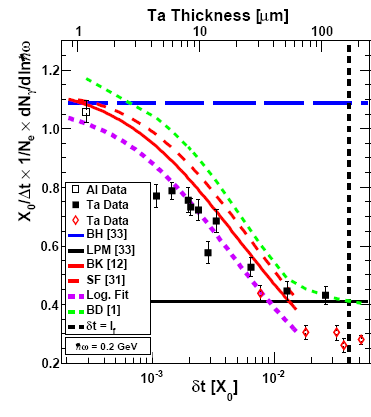 Ta Thickness [μm]
1 10 100
X₀/Δt × 1/Nₑ × dNᵧ/dlnℏω
1.2
1.0
0.8
0.6
0.4
0.2
Al Data
Ta Data
Ta Data
BH [33]
LPM [33]
BK [12]
SF [31]
Log. Fit
BD [1]
δt = l_f
ℏω = 0.2 GeV
10⁻³ 10⁻²
δt [X₀]